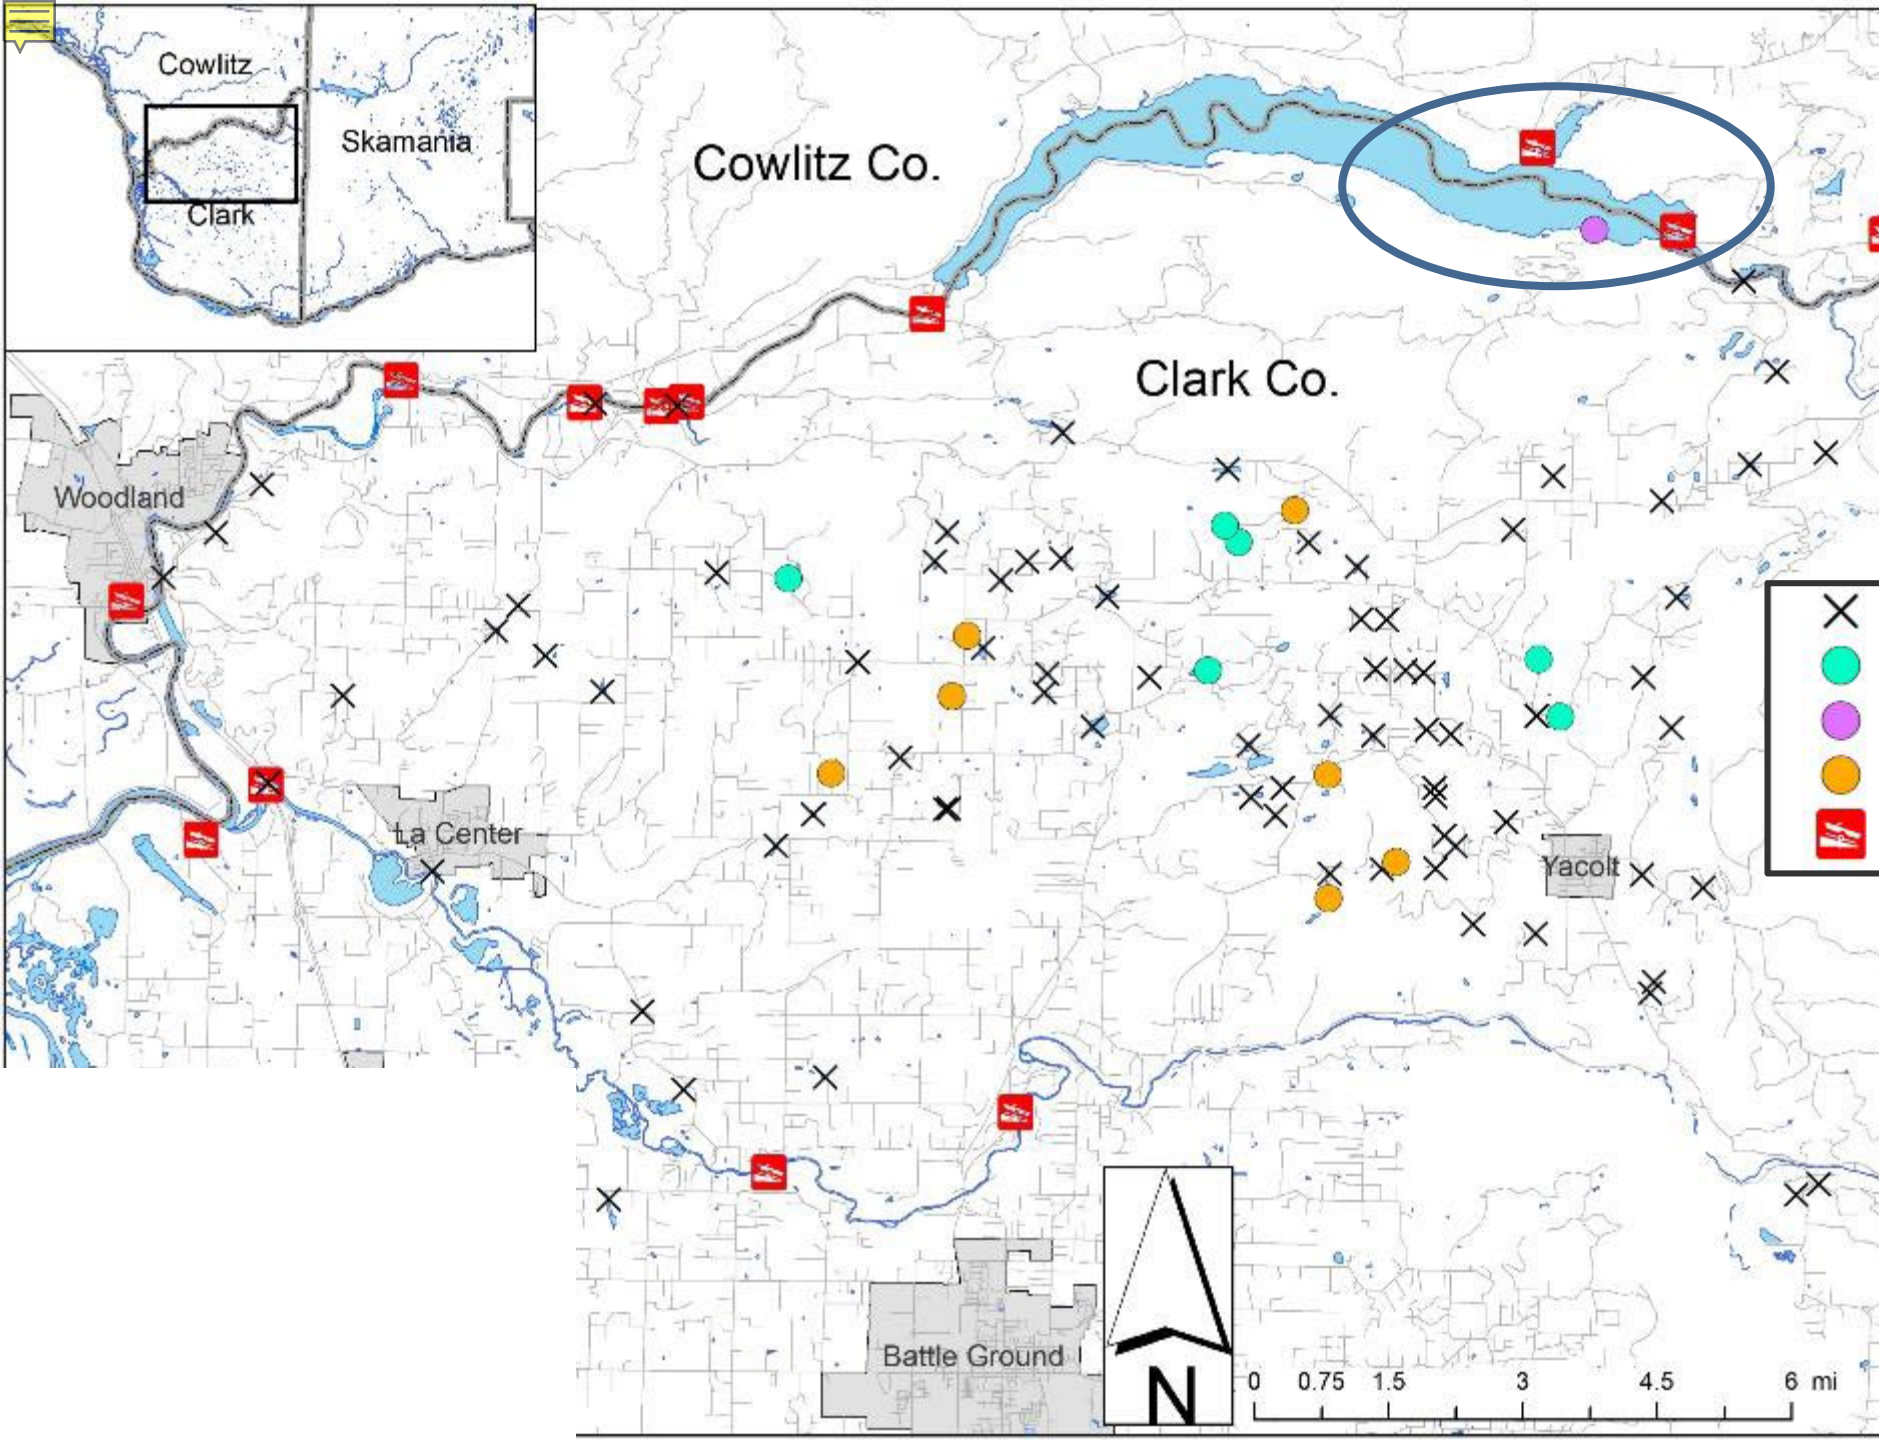 Cowlitz
Skamania
Clark
Cowlitz Co.
Clark Co.
Woodland
La Center
Yacolt
Battle Ground
N
0 0.75 1.5 3 4.5 6 mi